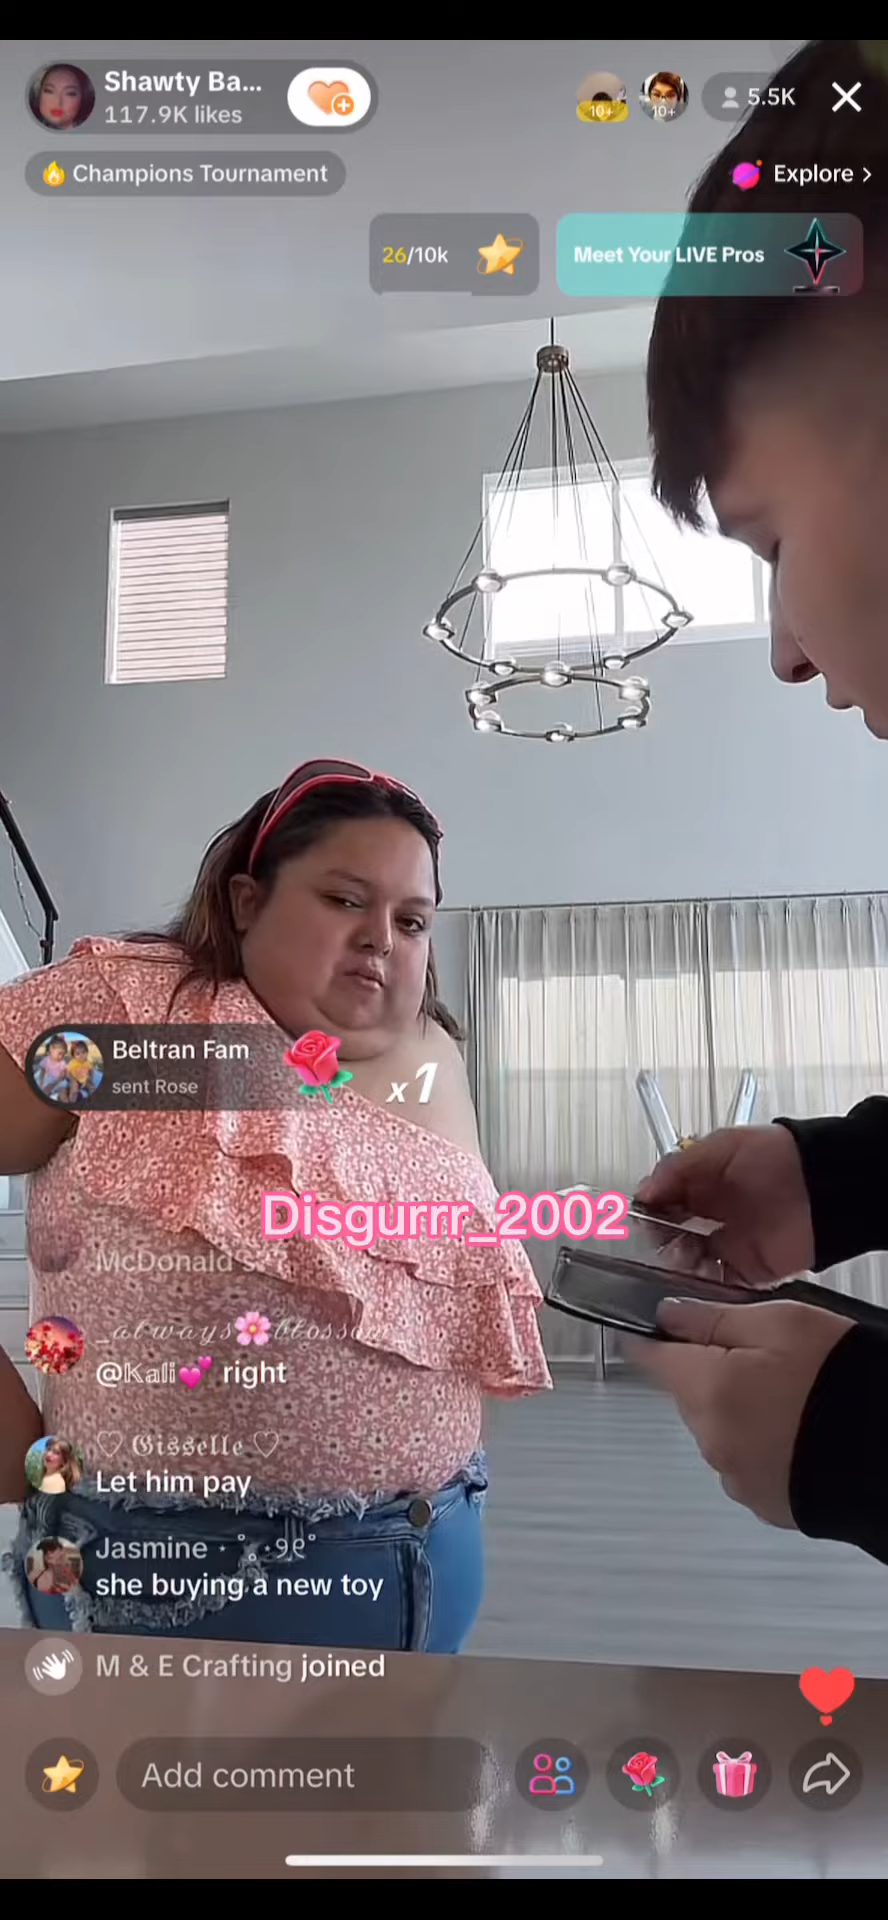 Shawty Ba...
117.9K likes
10+
10+
5.5K
Champions Tournament
Explore >
26/10k
Meet Your LIVE Pros
Beltran Fam
sent Rose
x1
Disgurrr_2002
McDonald's??
_𝒶𝓁𝓌𝒶𝓎𝓈🌸𝒷𝓁ℴ𝓈𝓈ℴ𝓂_
@𝕂𝕒𝕝𝕚💕 right
♡ 𝔊𝔦𝔰𝔰𝔢𝔩𝔩𝔢 ♡
Let him pay
Jasmine
she buying a new toy
M & E Crafting joined
Add comment